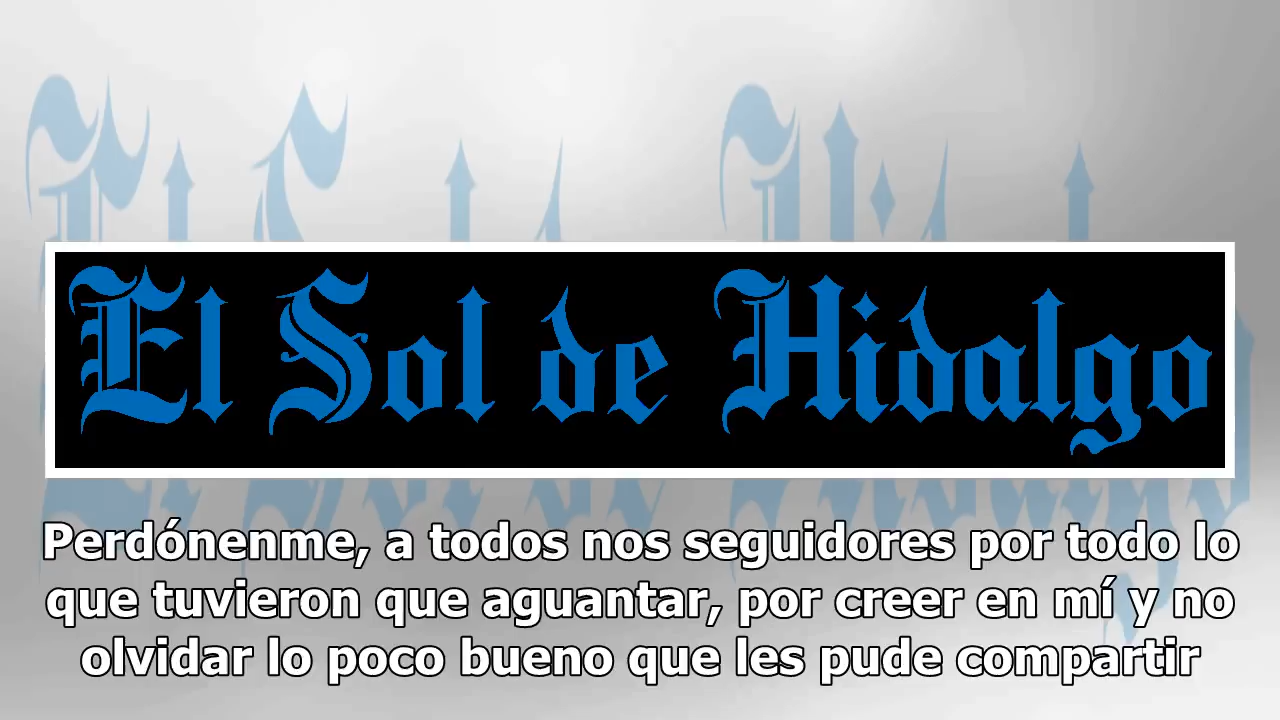 El Sol de Hidalgo
Perdónenme, a todos nos seguidores por todo lo
que tuvieron que aguantar, por creer en mí y no
olvidar lo poco bueno que les pude compartir